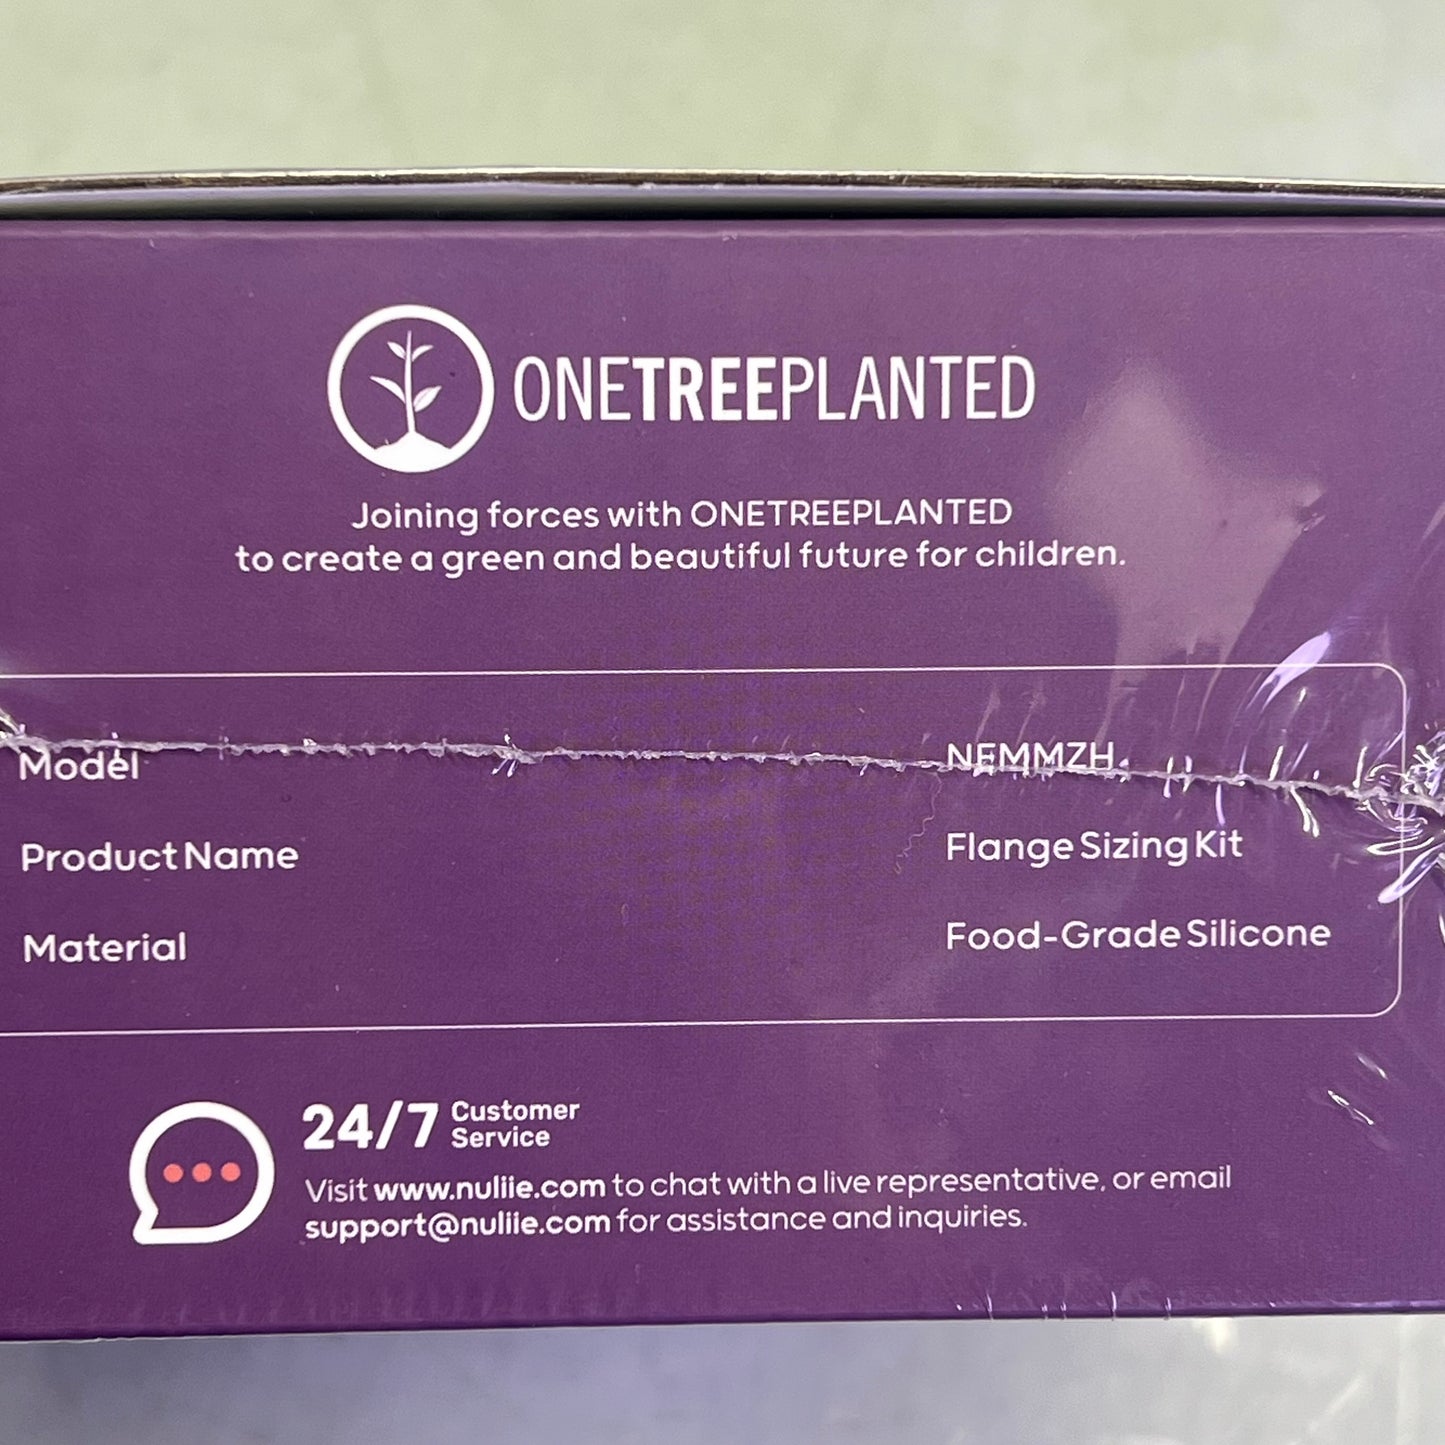 ONETREEPLANTED
Joining forces with ONETREEPLANTED
to create a green and beautiful future for children.
Model NEMMZH
Product Name Flange Sizing Kit
Material Food-Grade Silicone
24/7 Customer
Service
Visit www.nuliie.com to chat with a live representative, or email
support@nuliie.com for assistance and inquiries.